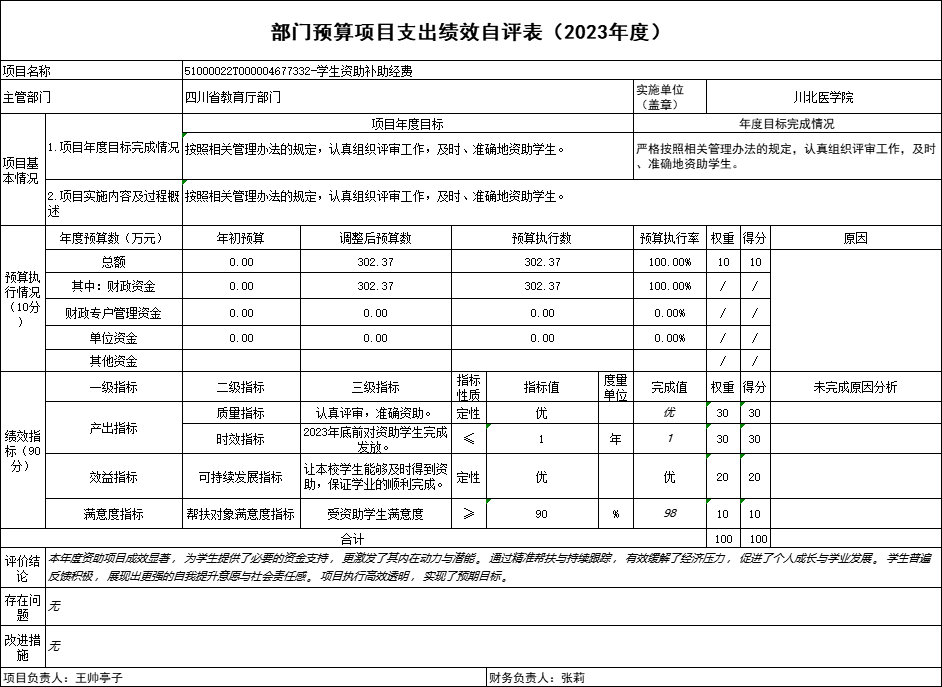 部门预算项目支出绩效自评表（2023年度）
项目名称 51000022T000004677332-学生资助补助经费
主管部门 四川省教育厅部门 实施单位（盖章） 川北医学院
项目基本情况 1.项目年度目标完成情况 项目年度目标 年度目标完成情况
按照相关管理办法的规定，认真组织评审工作，及时、准确地资助学生。 严格按照相关管理办法的规定，认真组织评审工作，及时
、准确地资助学生。
2.项目实施内容及过程概述 按照相关管理办法的规定，认真组织评审工作，及时、准确地资助学生。
预算执行情况（10分） 年度预算数（万元） 年初预算 调整后预算数 预算执行数 预算执行率 权重 得分 原因
总额 0.00 302.37 302.37 100.00% 10 10
其中：财政资金 0.00 302.37 302.37 100.00% / /
财政专户管理资金 0.00 0.00 0.00 0.00% / /
单位资金 0.00 0.00 0.00 0.00% / /
其他资金 / /
绩效指标（90分） 一级指标 二级指标 三级指标 指标性质 指标值 度量单位 完成值 权重 得分 未完成原因分析
产出指标 质量指标 认真评审，准确资助。 定性 优 优 30 30
时效指标 2023年底前对资助学生完成发放。 ≤ 1 年 1 30 30
效益指标 可持续发展指标 让本校学生能够及时得到资助，保证学业的顺利完成。 定性 优 优 20 20
满意度指标 帮扶对象满意度指标 受资助学生满意度 ≥ 90 % 98 10 10
合计 100 100
评价结论 本年度资助项目成效显著，为学生提供了必要的资金支持，更激发了其内在动力与潜能。通过精准帮扶与持续跟踪，有效缓解了经济压力，促进了个人成长与学业发展。学生普遍
反馈积极，展现出更强的自我提升意愿与社会责任感。项目执行高效透明，实现了预期目标。
存在问题 无
改进措施 无
项目负责人：王帅亭子 财务负责人：张莉